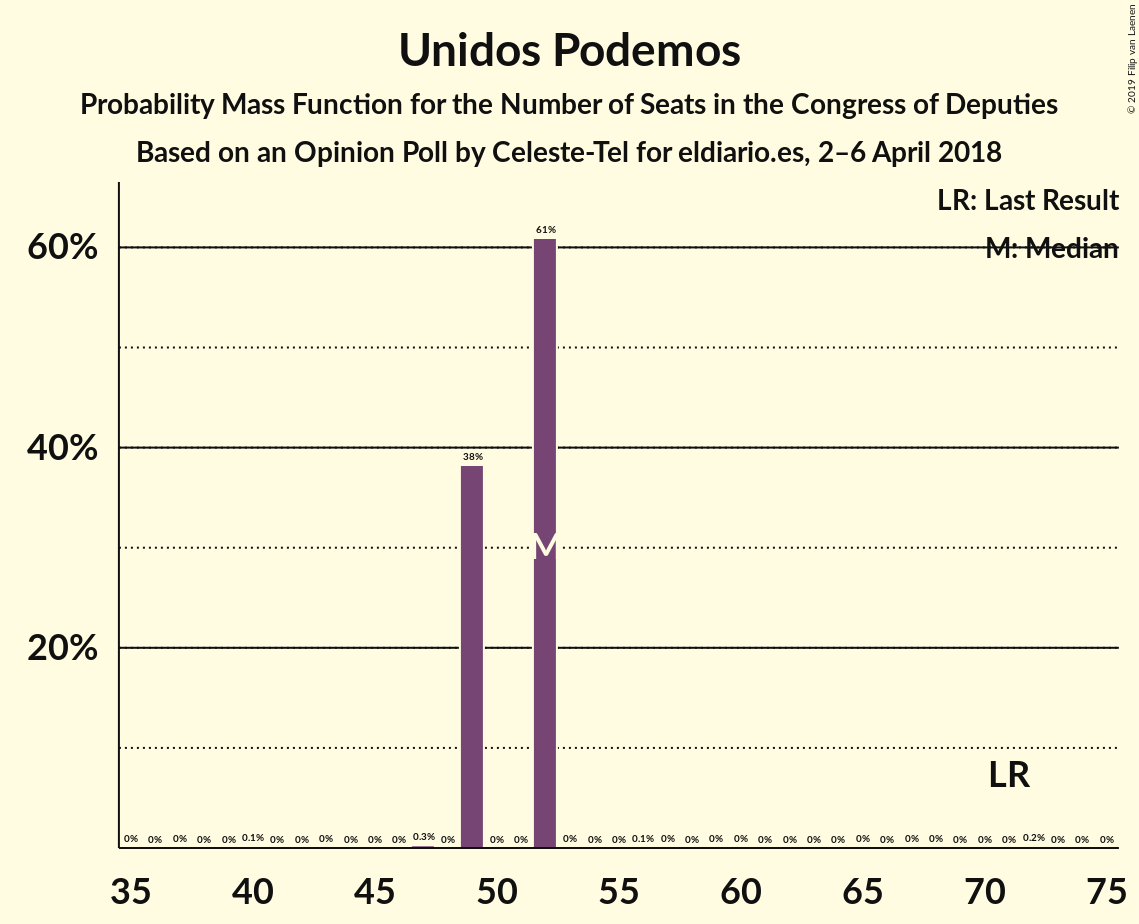 Unidos Podemos
Probability Mass Function for the Number of Seats in the Congress of Deputies
Based on an Opinion Poll by Celeste-Tel for eldiario.es, 2–6 April 2018
© 2019 Filip van Laenen
LR: Last Result
M: Median
60%
40%
20%
61%
38%
M
LR
0% 0% 0% 0% 0% 0.1% 0% 0% 0% 0% 0% 0% 0.3% 0% 0% 0% 0% 0% 0% 0.1% 0% 0% 0% 0% 0% 0% 0% 0% 0% 0% 0% 0% 0% 0% 0% 0.2% 0% 0% 0%
35 40 45 50 55 60 65 70 75